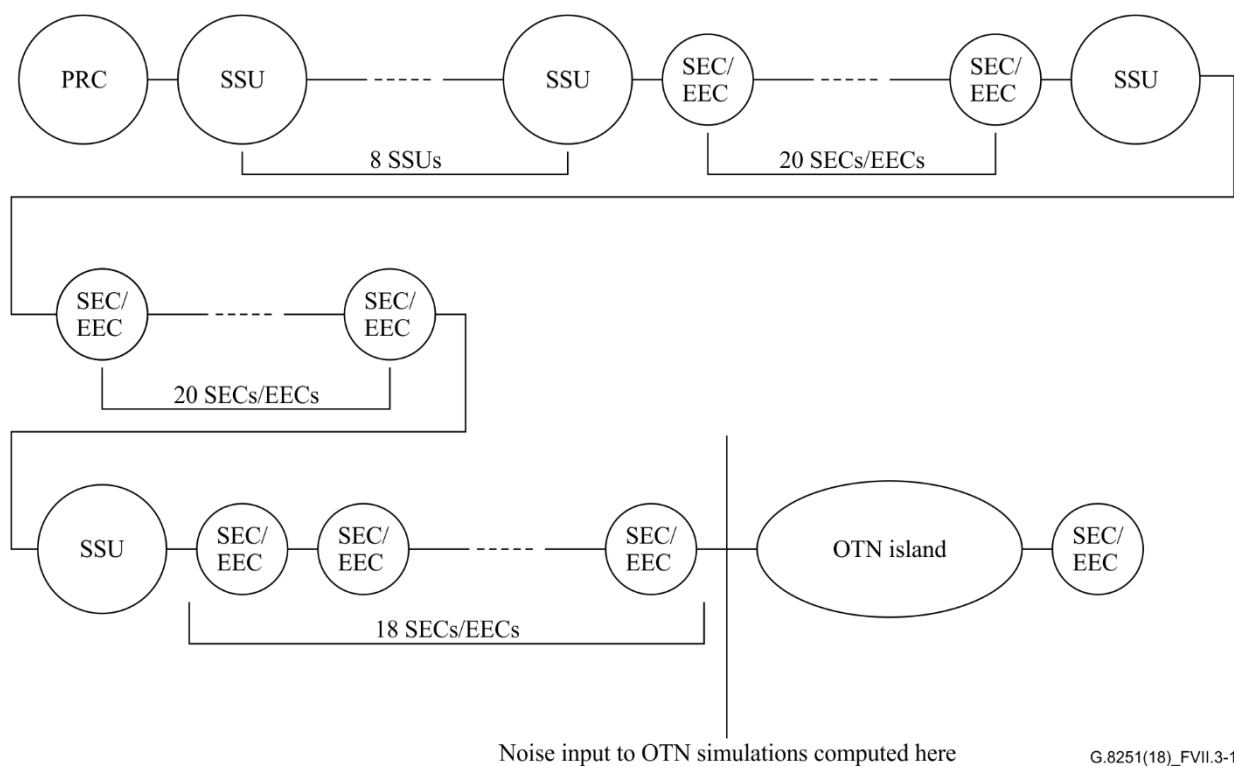 PRC
SSU
SSU
SEC/
EEC
SEC/
EEC
SSU
8 SSUs
20 SECs/EECs
SEC/
EEC
SEC/
EEC
20 SECs/EECs
SSU
SEC/
EEC
SEC/
EEC
SEC/
EEC
OTN island
SEC/
EEC
18 SECs/EECs
Noise input to OTN simulations computed here
G.8251(18)_FVII.3-1